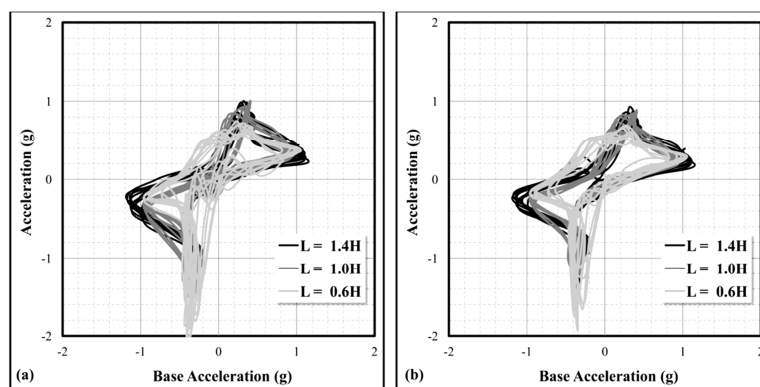 2
1
0
-1
-2
Acceleration (g)
-2 -1 0 1 2
Base Acceleration (g)
L = 1.4H
L = 1.0H
L = 0.6H
(a)
2
1
0
-1
-2
Acceleration (g)
-2 -1 0 1 2
Base Acceleration (g)
L = 1.4H
L = 1.0H
L = 0.6H
(b)